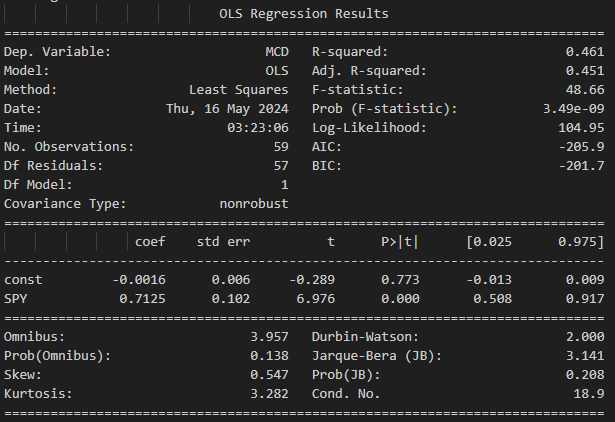 OLS Regression Results
==============================================================================
Dep. Variable:                    MCD   R-squared:                       0.461
Model:                            OLS   Adj. R-squared:                  0.451
Method:                 Least Squares   F-statistic:                     48.66
Date:                Thu, 16 May 2024   Prob (F-statistic):           3.49e-09
Time:                        03:23:06   Log-Likelihood:                 104.95
No. Observations:                  59   AIC:                            -205.9
Df Residuals:                      57   BIC:                            -201.7
Df Model:                           1
Covariance Type:            nonrobust
==============================================================================
                 coef    std err          t      P>|t|      [0.025      0.975]
------------------------------------------------------------------------------
const         -0.0016      0.006     -0.289      0.773      -0.013       0.009
SPY            0.7125      0.102      6.976      0.000       0.508       0.917
==============================================================================
Omnibus:                        3.957   Durbin-Watson:                   2.000
Prob(Omnibus):                  0.138   Jarque-Bera (JB):                3.141
Skew:                           0.547   Prob(JB):                        0.208
Kurtosis:                       3.282   Cond. No.                         18.9
==============================================================================